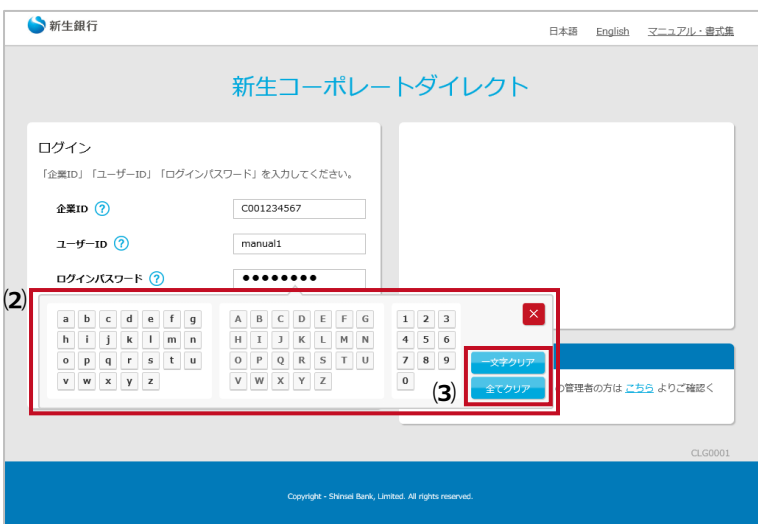 新生銀行
日本語 English マニュアル・書式集
新生コーポレートダイレクト
ログイン
「企業ID」「ユーザーID」「ログインパスワード」を入力してください。
企業ID ? C001234567
ユーザーID ? manual1
ログインパスワード ? ●●●●●●●●
(2)
a b c d e f g A B C D E F G 1 2 3 ×
h i j k l m n H I J K L M N 4 5 6
o p q r s t u O P Q R S T U 7 8 9 一文字クリア
v w x y z V W X Y Z 0 (3) 全てクリア
の管理者の方は こちら よりご確認く
CLG0001
Copyright - Shinsei Bank, Limited. All rights reserved.